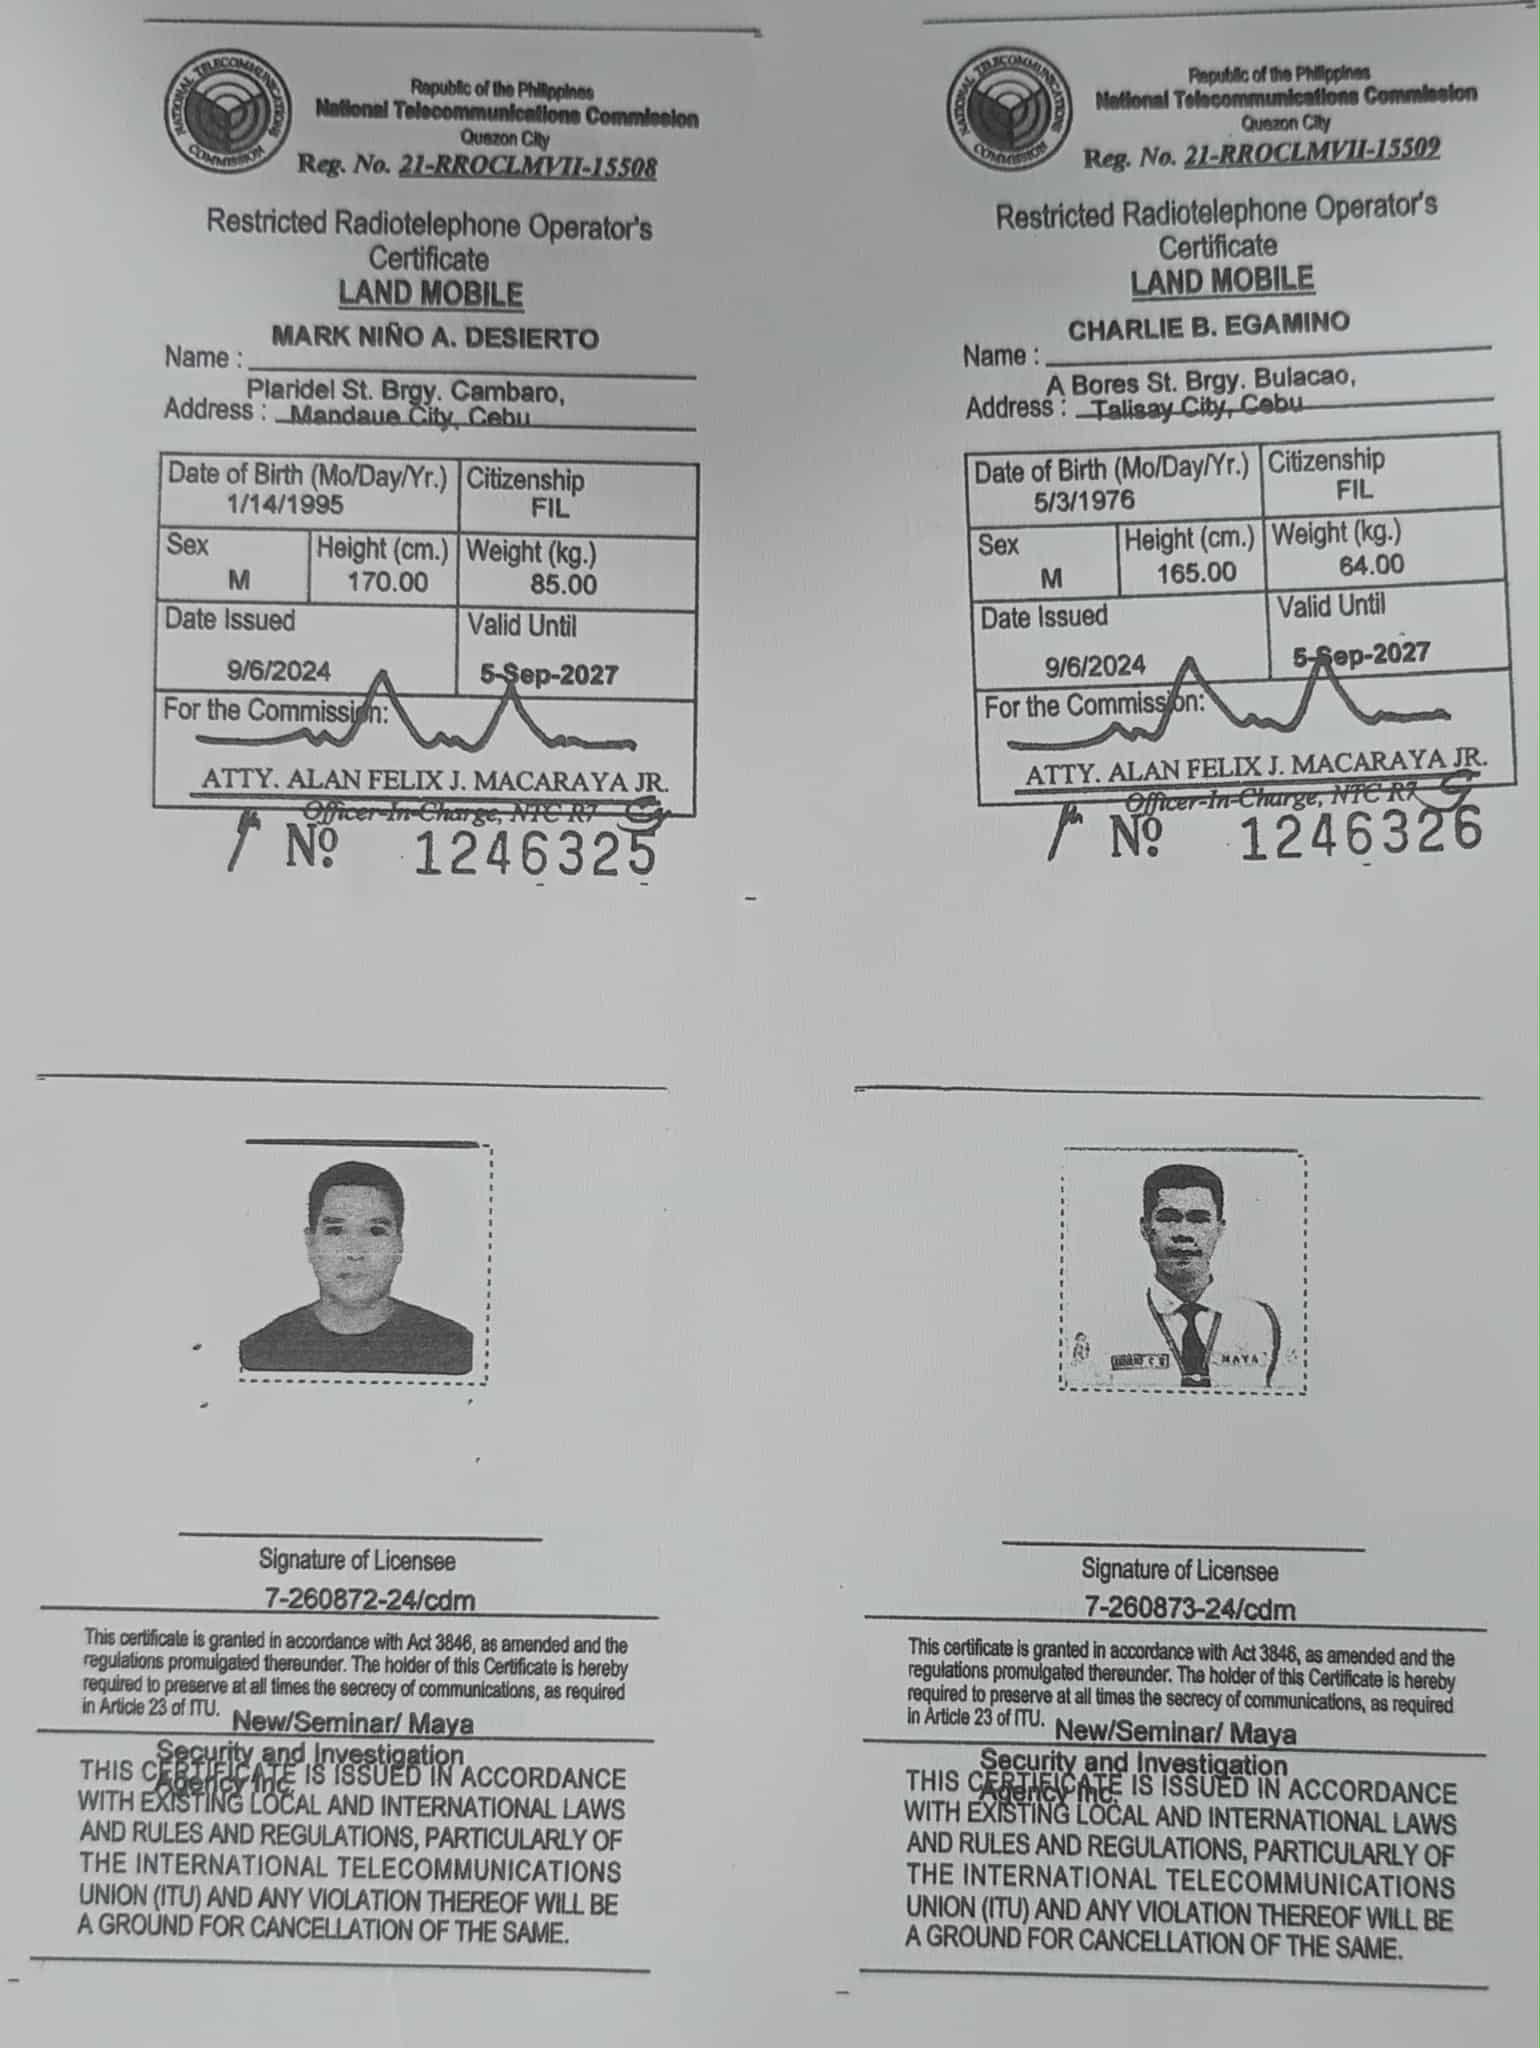 NATIONAL TELECOMMUNICATIONS COMMISSION
Republic of the Philippines
National Telecommunications Commission
Quezon City
Reg. No. 21-RROCLMVII-15508
Restricted Radiotelephone Operator's
Certificate
LAND MOBILE
MARK NIÑO A. DESIERTO
Name :
Plaridel St. Brgy. Cambaro,
Address : Mandaue City, Cebu
Date of Birth (Mo/Day/Yr.) Citizenship
1/14/1995 FIL
Sex Height (cm.) Weight (kg.)
M 170.00 85.00
Date Issued Valid Until
9/6/2024 5-Sep-2027
For the Commission:
ATTY. ALAN FELIX J. MACARAYA JR.
Officer-In-Charge, NTC R7
Nº 1246325
NATIONAL TELECOMMUNICATIONS COMMISSION
Republic of the Philippines
National Telecommunications Commission
Quezon City
Reg. No. 21-RROCLMVII-15509
Restricted Radiotelephone Operator's
Certificate
LAND MOBILE
CHARLIE B. EGAMINO
Name :
A Bores St. Brgy. Bulacao,
Address : Talisay City, Cebu
Date of Birth (Mo/Day/Yr.) Citizenship
5/3/1976 FIL
Sex Height (cm.) Weight (kg.)
M 165.00 64.00
Date Issued Valid Until
9/6/2024 5-Sep-2027
For the Commission:
ATTY. ALAN FELIX J. MACARAYA JR.
Officer-In-Charge, NTC R7
Nº 1246326
Signature of Licensee
7-260872-24/cdm
This certificate is granted in accordance with Act 3846, as amended and the
regulations promulgated thereunder. The holder of this Certificate is hereby
required to preserve at all times the secrecy of communications, as required
in Article 23 of ITU. New/Seminar/ Maya
Security and Investigation
Agency Inc.
THIS CERTIFICATE IS ISSUED IN ACCORDANCE
WITH EXISTING LOCAL AND INTERNATIONAL LAWS
AND RULES AND REGULATIONS, PARTICULARLY OF
THE INTERNATIONAL TELECOMMUNICATIONS
UNION (ITU) AND ANY VIOLATION THEREOF WILL BE
A GROUND FOR CANCELLATION OF THE SAME.
MAYA
Signature of Licensee
7-260873-24/cdm
This certificate is granted in accordance with Act 3846, as amended and the
regulations promulgated thereunder. The holder of this Certificate is hereby
required to preserve at all times the secrecy of communications, as required
in Article 23 of ITU. New/Seminar/ Maya
Security and Investigation
Agency Inc.
THIS CERTIFICATE IS ISSUED IN ACCORDANCE
WITH EXISTING LOCAL AND INTERNATIONAL LAWS
AND RULES AND REGULATIONS, PARTICULARLY OF
THE INTERNATIONAL TELECOMMUNICATIONS
UNION (ITU) AND ANY VIOLATION THEREOF WILL BE
A GROUND FOR CANCELLATION OF THE SAME.